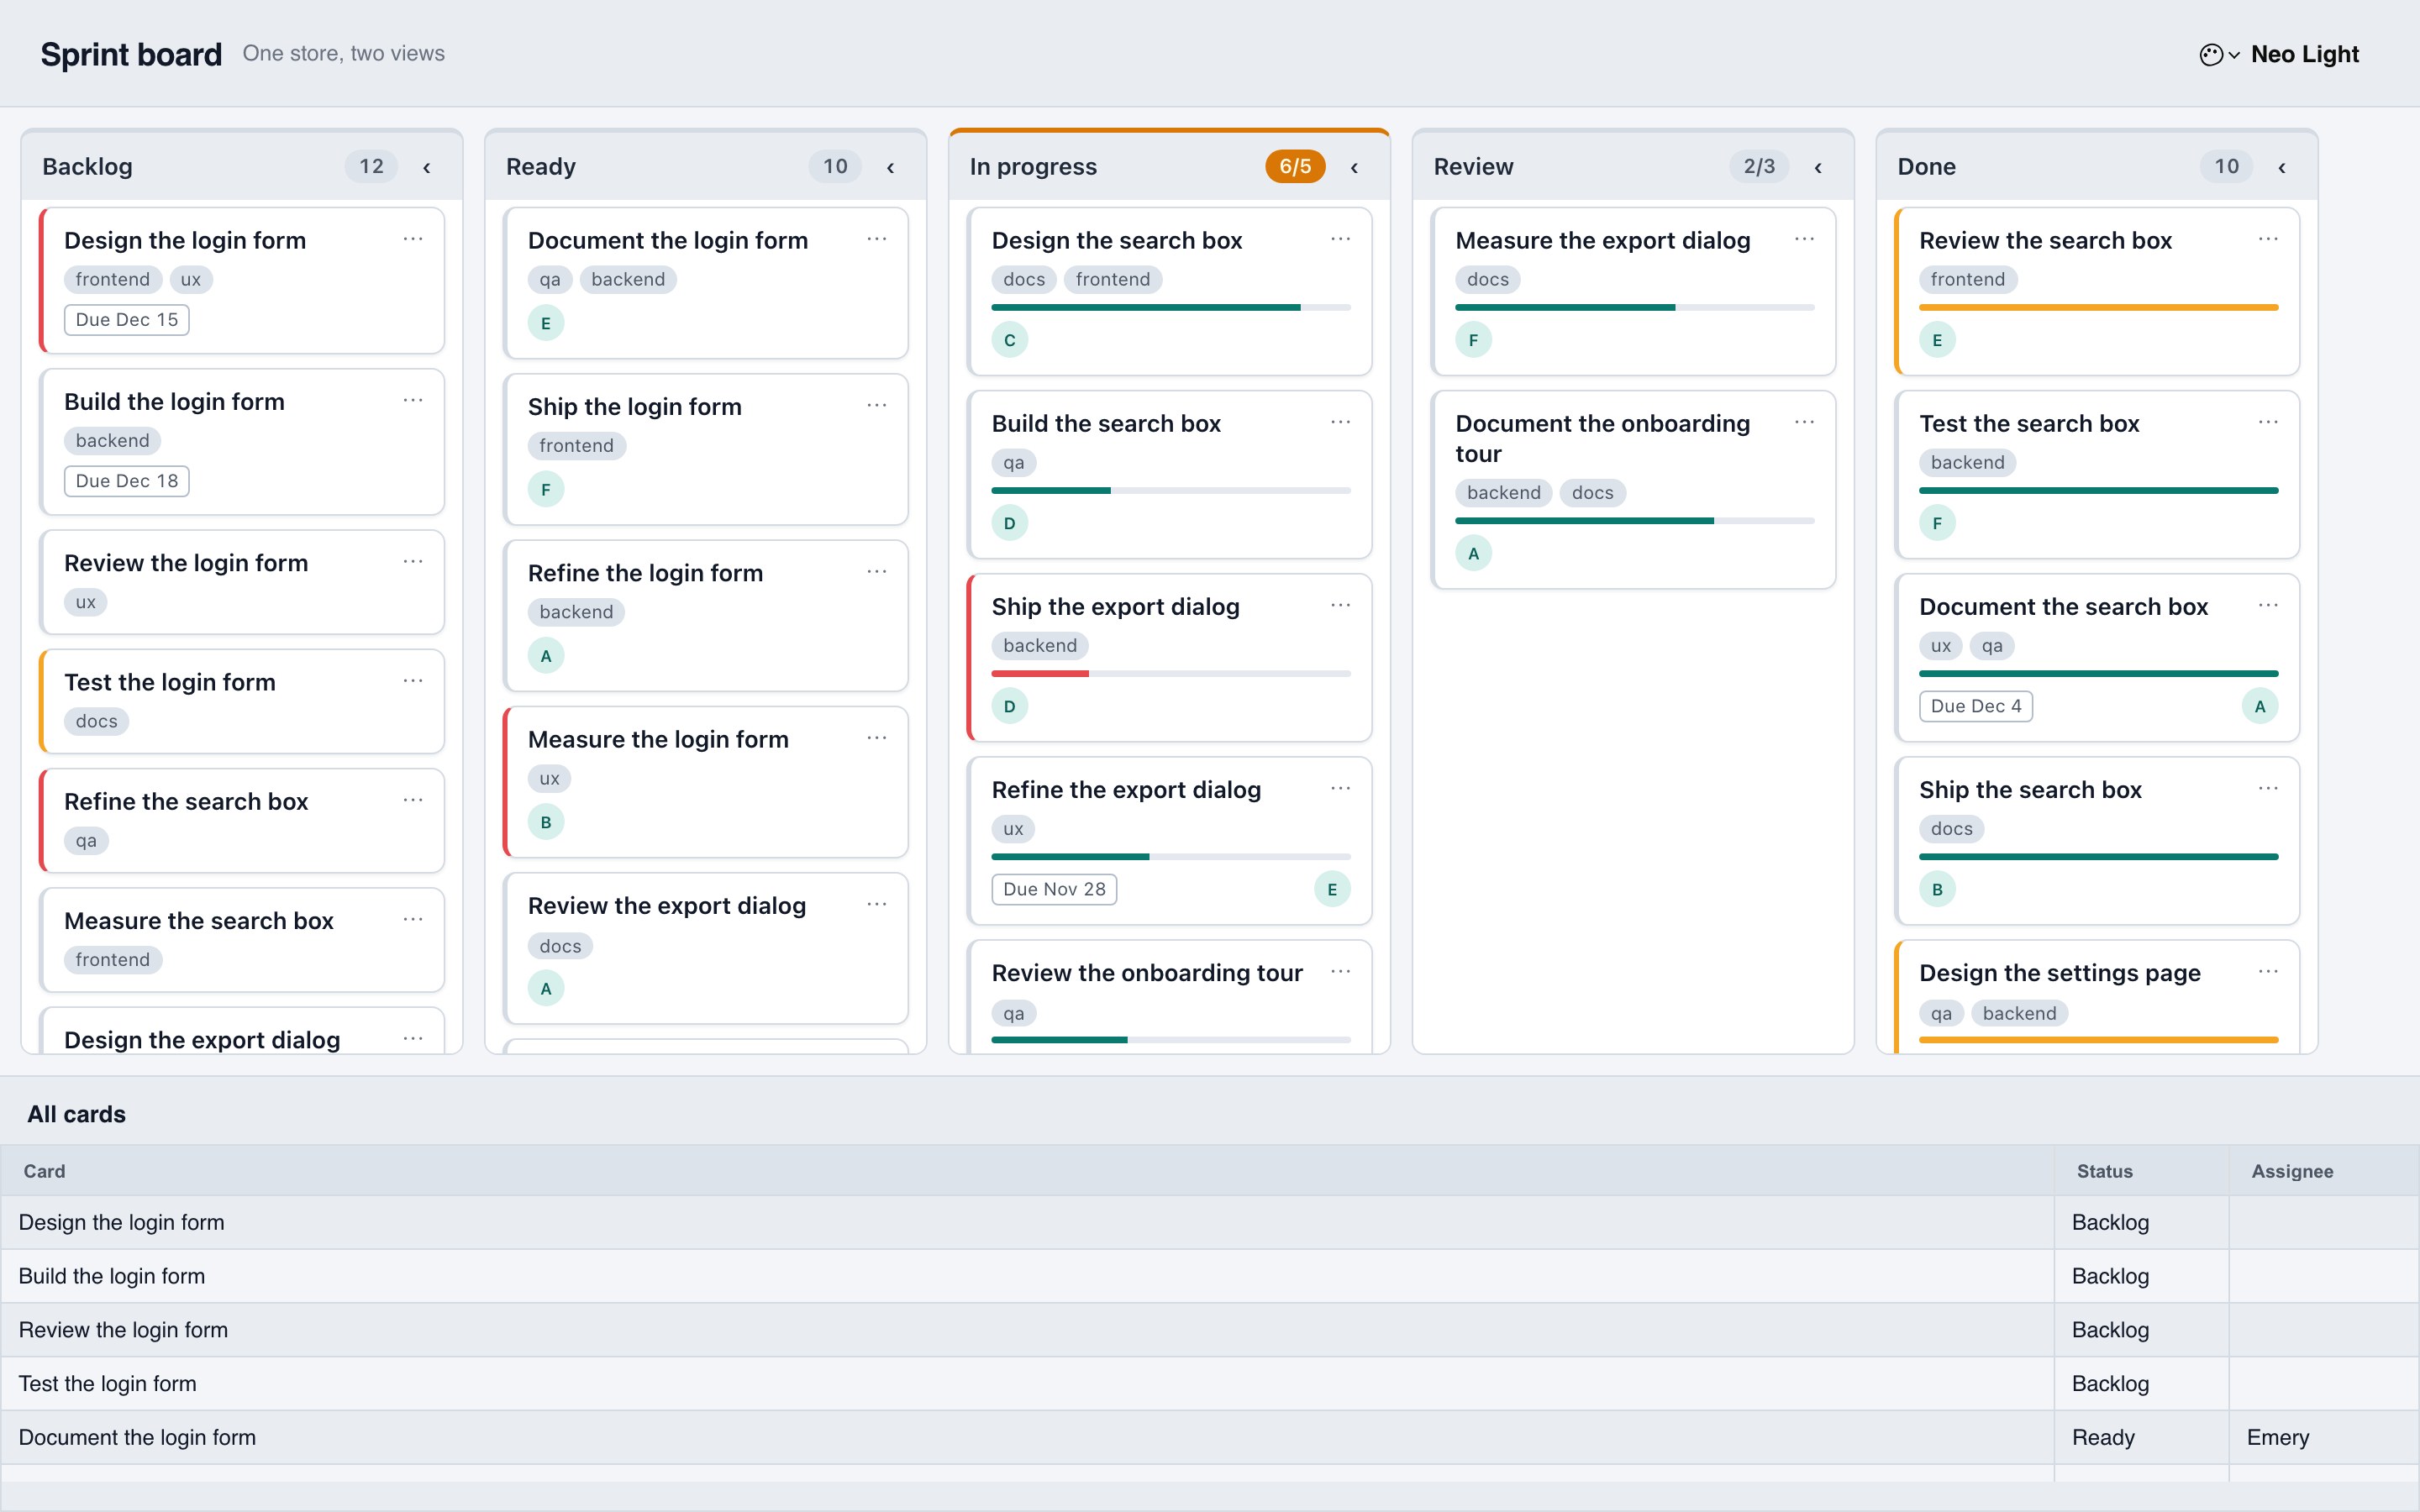 Sprint board
One store, two views
Neo Light
Backlog
12
Design the login form
frontend
ux
Due Dec 15
Build the login form
backend
Due Dec 18
Review the login form
ux
Test the login form
docs
Refine the search box
qa
Measure the search box
frontend
Design the export dialog
Ready
10
Document the login form
qa
backend
E
Ship the login form
frontend
F
Refine the login form
backend
A
Measure the login form
ux
B
Review the export dialog
docs
A
In progress
6/5
Design the search box
docs
frontend
C
Build the search box
qa
D
Ship the export dialog
backend
D
Refine the export dialog
ux
Due Nov 28
E
Review the onboarding tour
qa
Review
2/3
Measure the export dialog
docs
F
Document the onboarding
tour
backend
docs
A
Done
10
Review the search box
frontend
E
Test the search box
backend
F
Document the search box
ux
qa
Due Dec 4
A
Ship the search box
docs
B
Design the settings page
qa
backend
All cards
Card
Status
Assignee
Design the login form
Backlog
Build the login form
Backlog
Review the login form
Backlog
Test the login form
Backlog
Document the login form
Ready
Emery